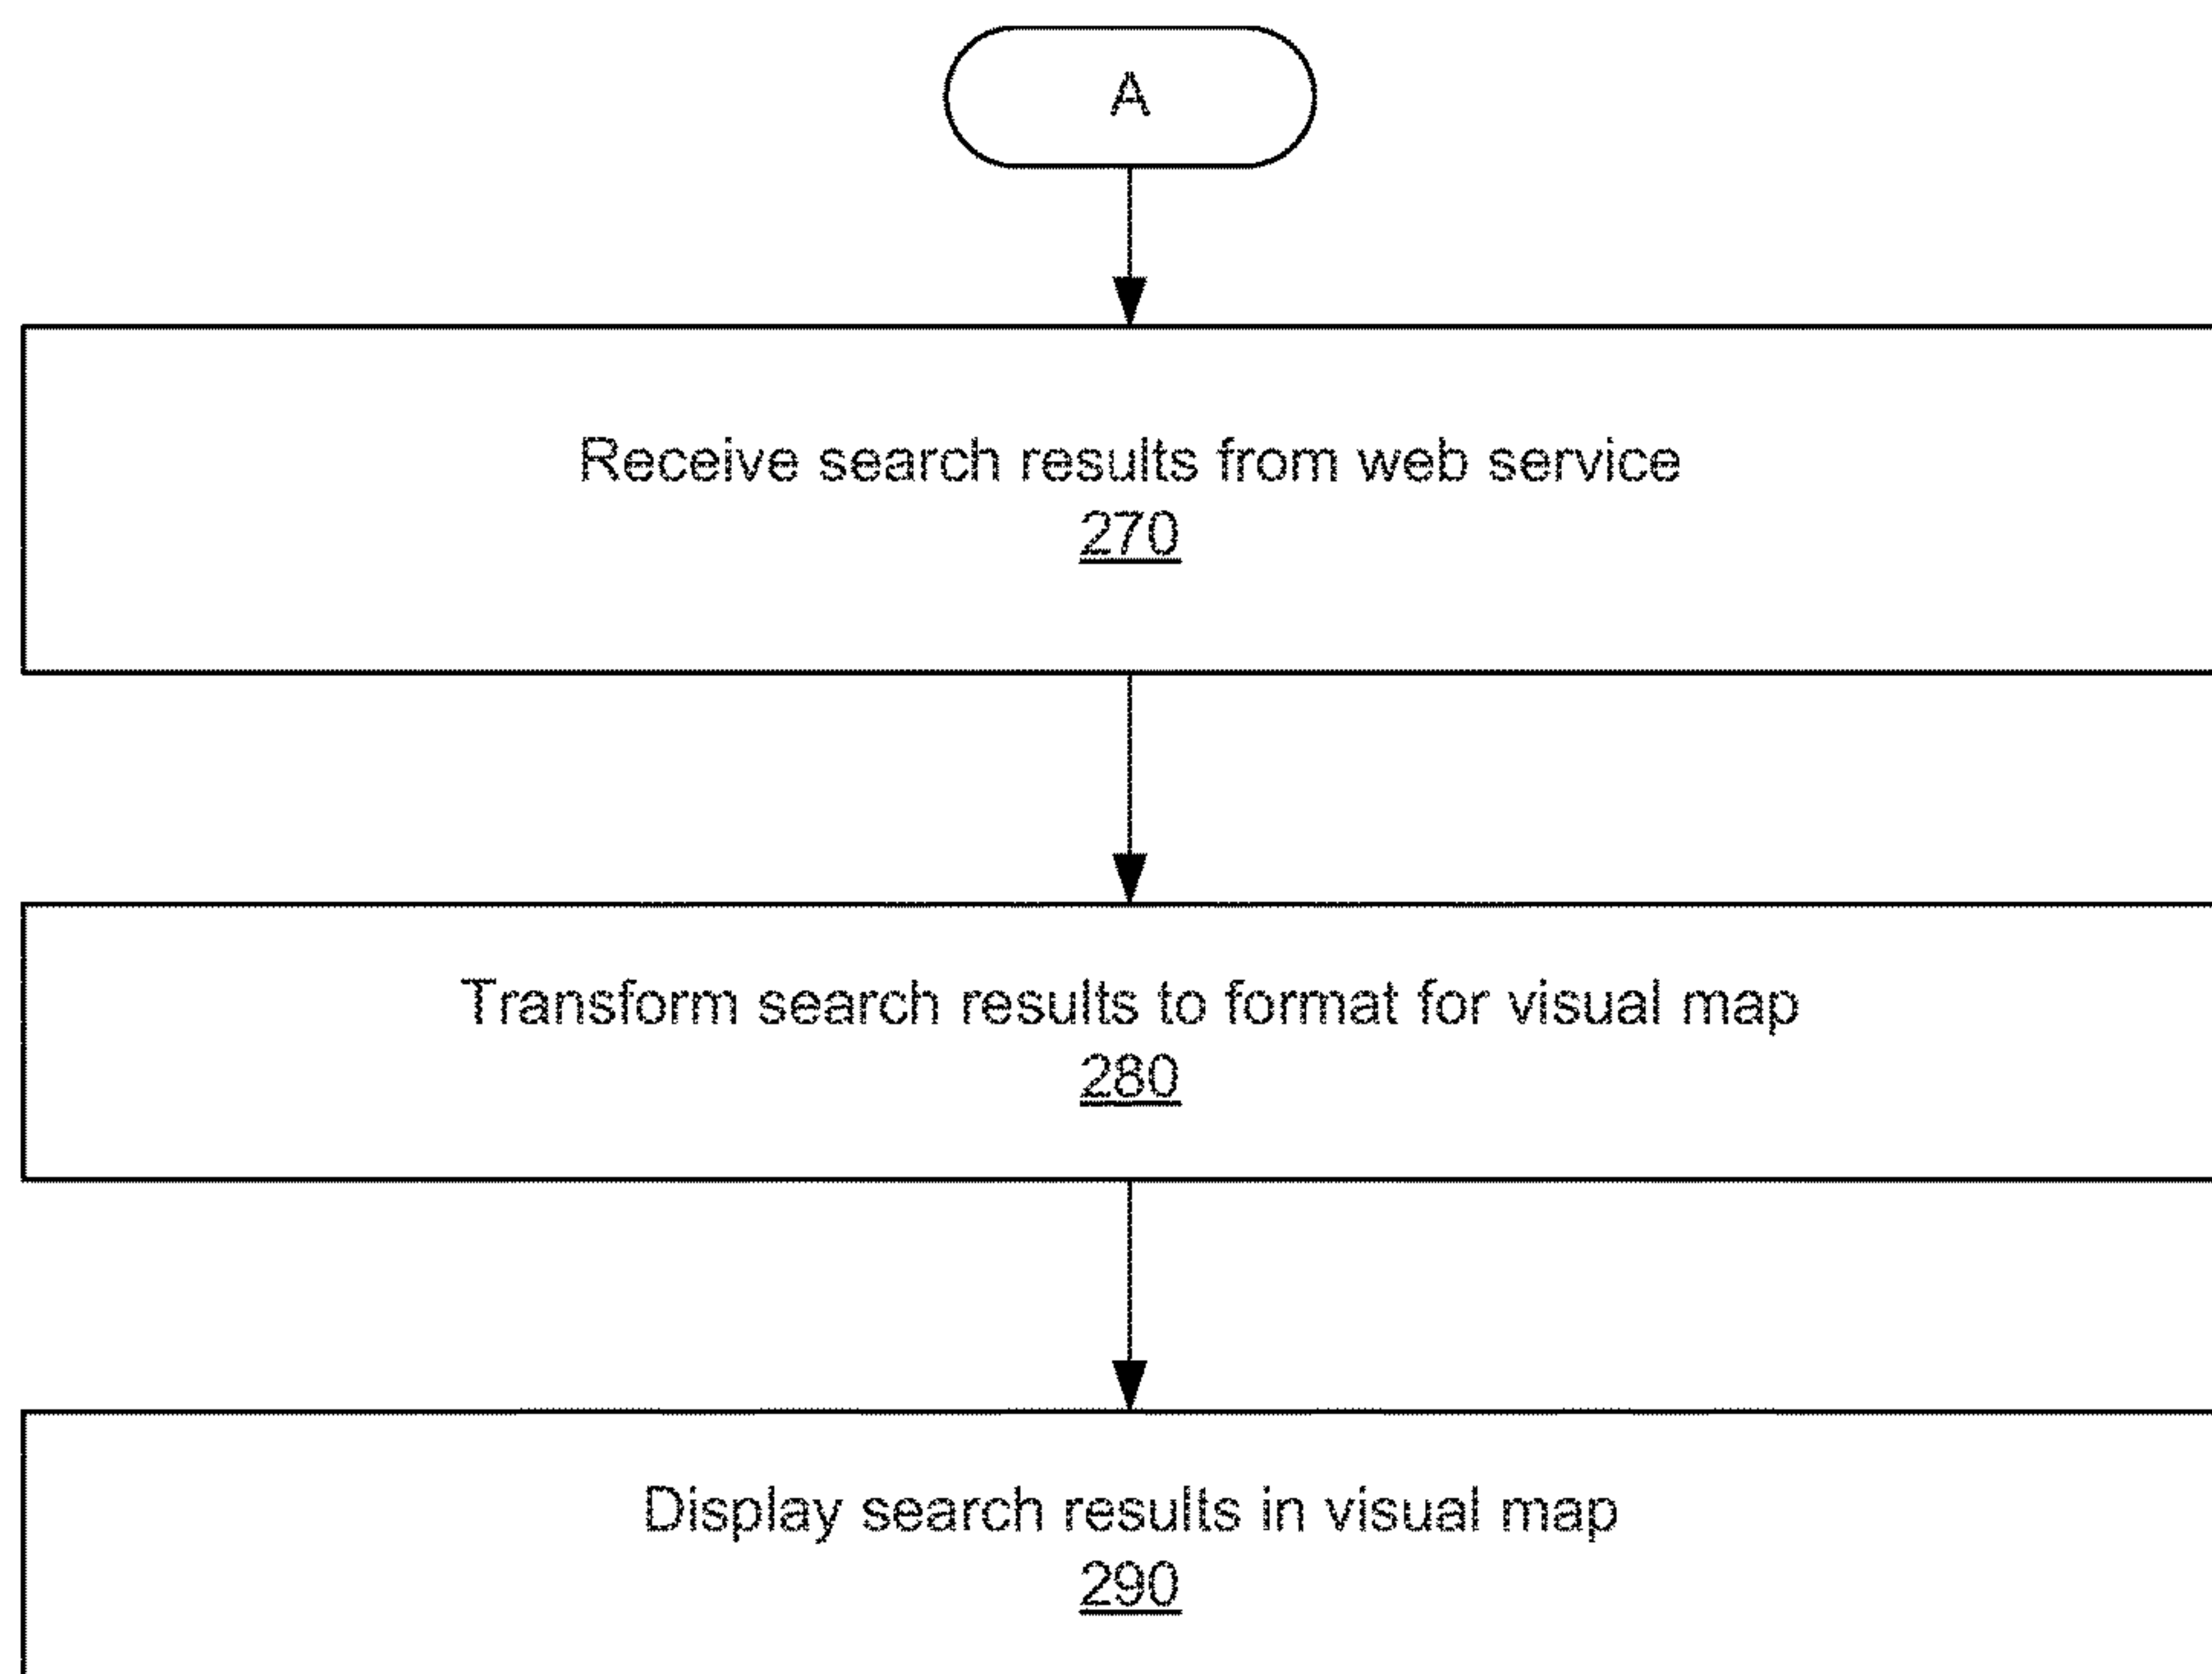 A
Receive search results from web service
270
Transform search results to format for visual map
280
Display search results in visual map
290